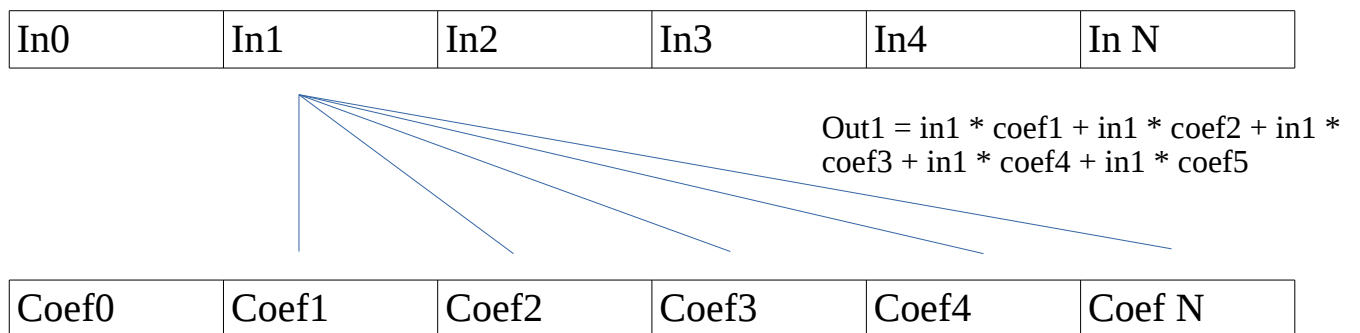 In0 In1 In2 In3 In4 In N
Out1 = in1 * coef1 + in1 * coef2 + in1 *
coef3 + in1 * coef4 + in1 * coef5
Coef0 Coef1 Coef2 Coef3 Coef4 Coef N